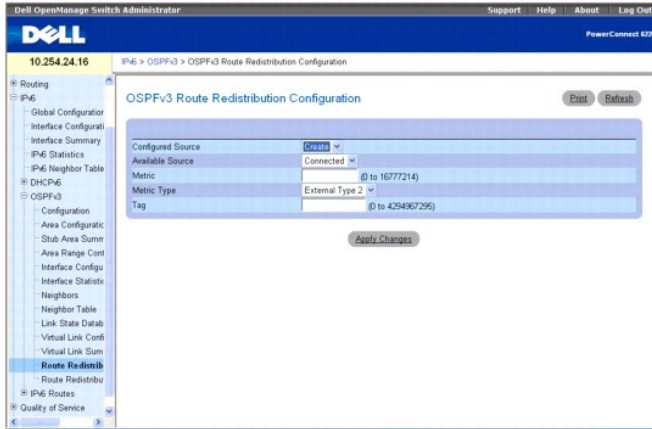 Dell OpenManage Switch Administrator
Support Help About Log Out
DELL
PowerConnect 622
10.254.24.16
IPv6 > OSPFv3 > OSPFv3 Route Redistribution Configuration
Routing
IPv6
Global Configuration
Interface Configurati
Interface Summary
IPv6 Statistics
IPv6 Neighbor Table
DHCPv6
OSPFv3
Configuration
Area Configuratic
Stub Area Summ
Area Range Conf
Interface Configu
Interface Statistic
Neighbors
Neighbor Table
Link State Datab
Virtual Link Confi
Virtual Link Sum
Route Redistrib
Route Redistribu
IPv6 Routes
Quality of Service
OSPFv3 Route Redistribution Configuration
Print Refresh
Configured Source Create
Available Source Connected
Metric (0 to 16777214)
Metric Type External Type 2
Tag (0 to 4294967295)
Apply Changes